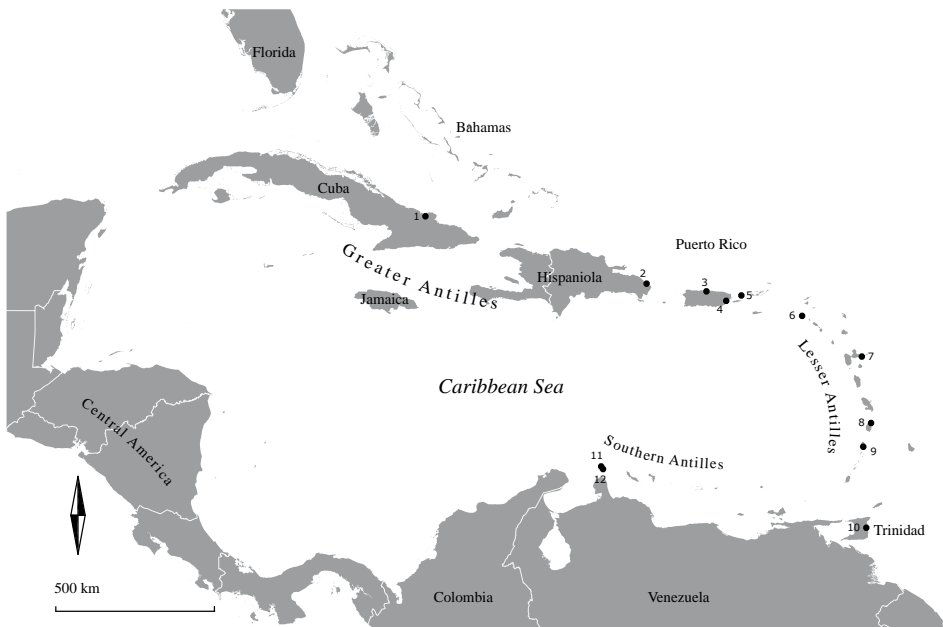 Florida
Bahamas
Cuba
1
Puerto Rico
Greater Antilles
Hispaniola
2
3
4
5
Jamaica
6
Lesser Antilles
7
Caribbean Sea
Central America
8
9
Southern Antilles
11
12
10
Trinidad
500 km
Colombia
Venezuela